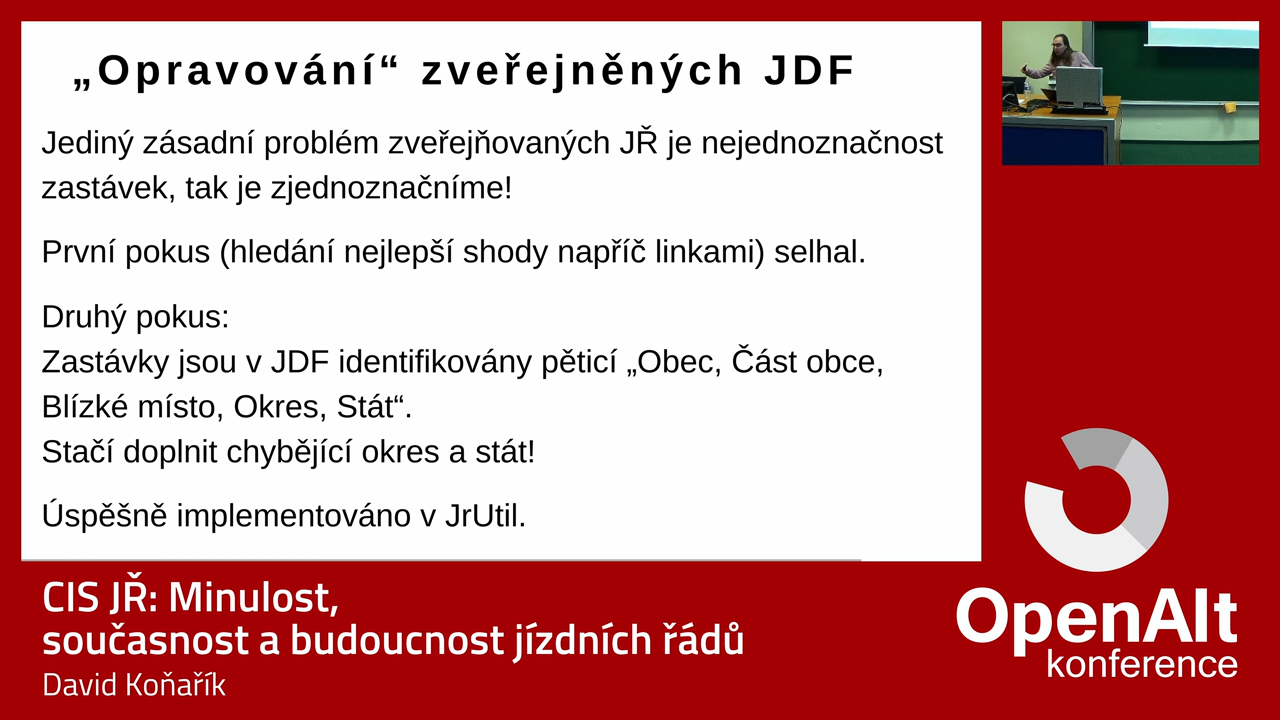 „Opravování“ zveřejněných JDF
Jediný zásadní problém zveřejňovaných JŘ je nejednoznačnost
zastávek, tak je zjednoznačníme!
První pokus (hledání nejlepší shody napříč linkami) selhal.
Druhý pokus:
Zastávky jsou v JDF identifikovány pěticí „Obec, Část obce,
Blízké místo, Okres, Stát“.
Stačí doplnit chybějící okres a stát!
Úspěšně implementováno v JrUtil.
CIS JŘ: Minulost,
současnost a budoucnost jízdních řádů
David Koňařík
OpenAlt
konference